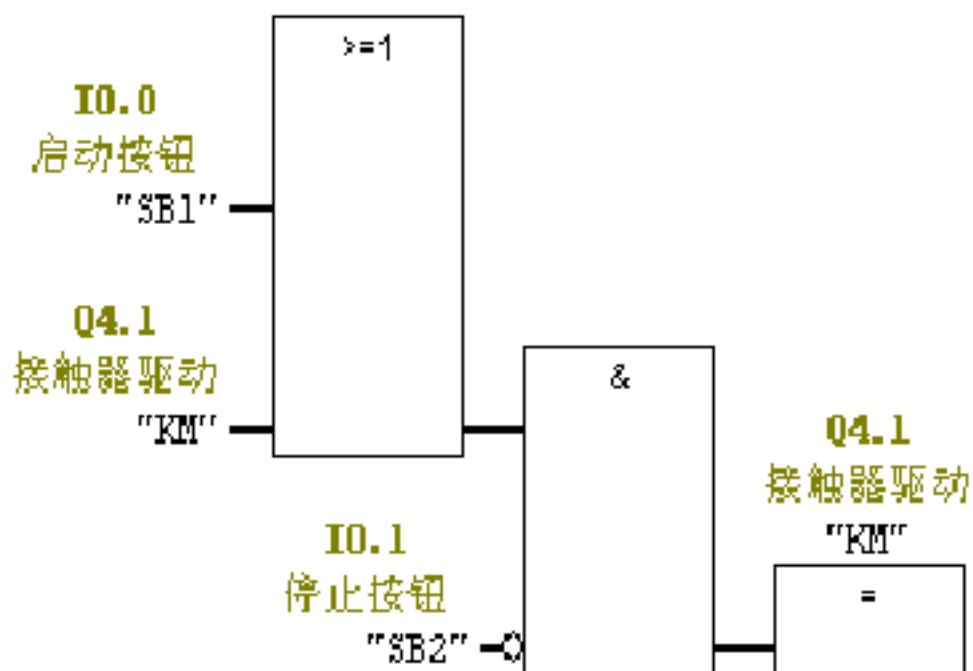 >=1
I0.0
启动按钮
"SB1"
Q4.1
接触器驱动
"KM"
&
Q4.1
接触器驱动
"KM"
I0.1
停止按钮
"SB2"
=